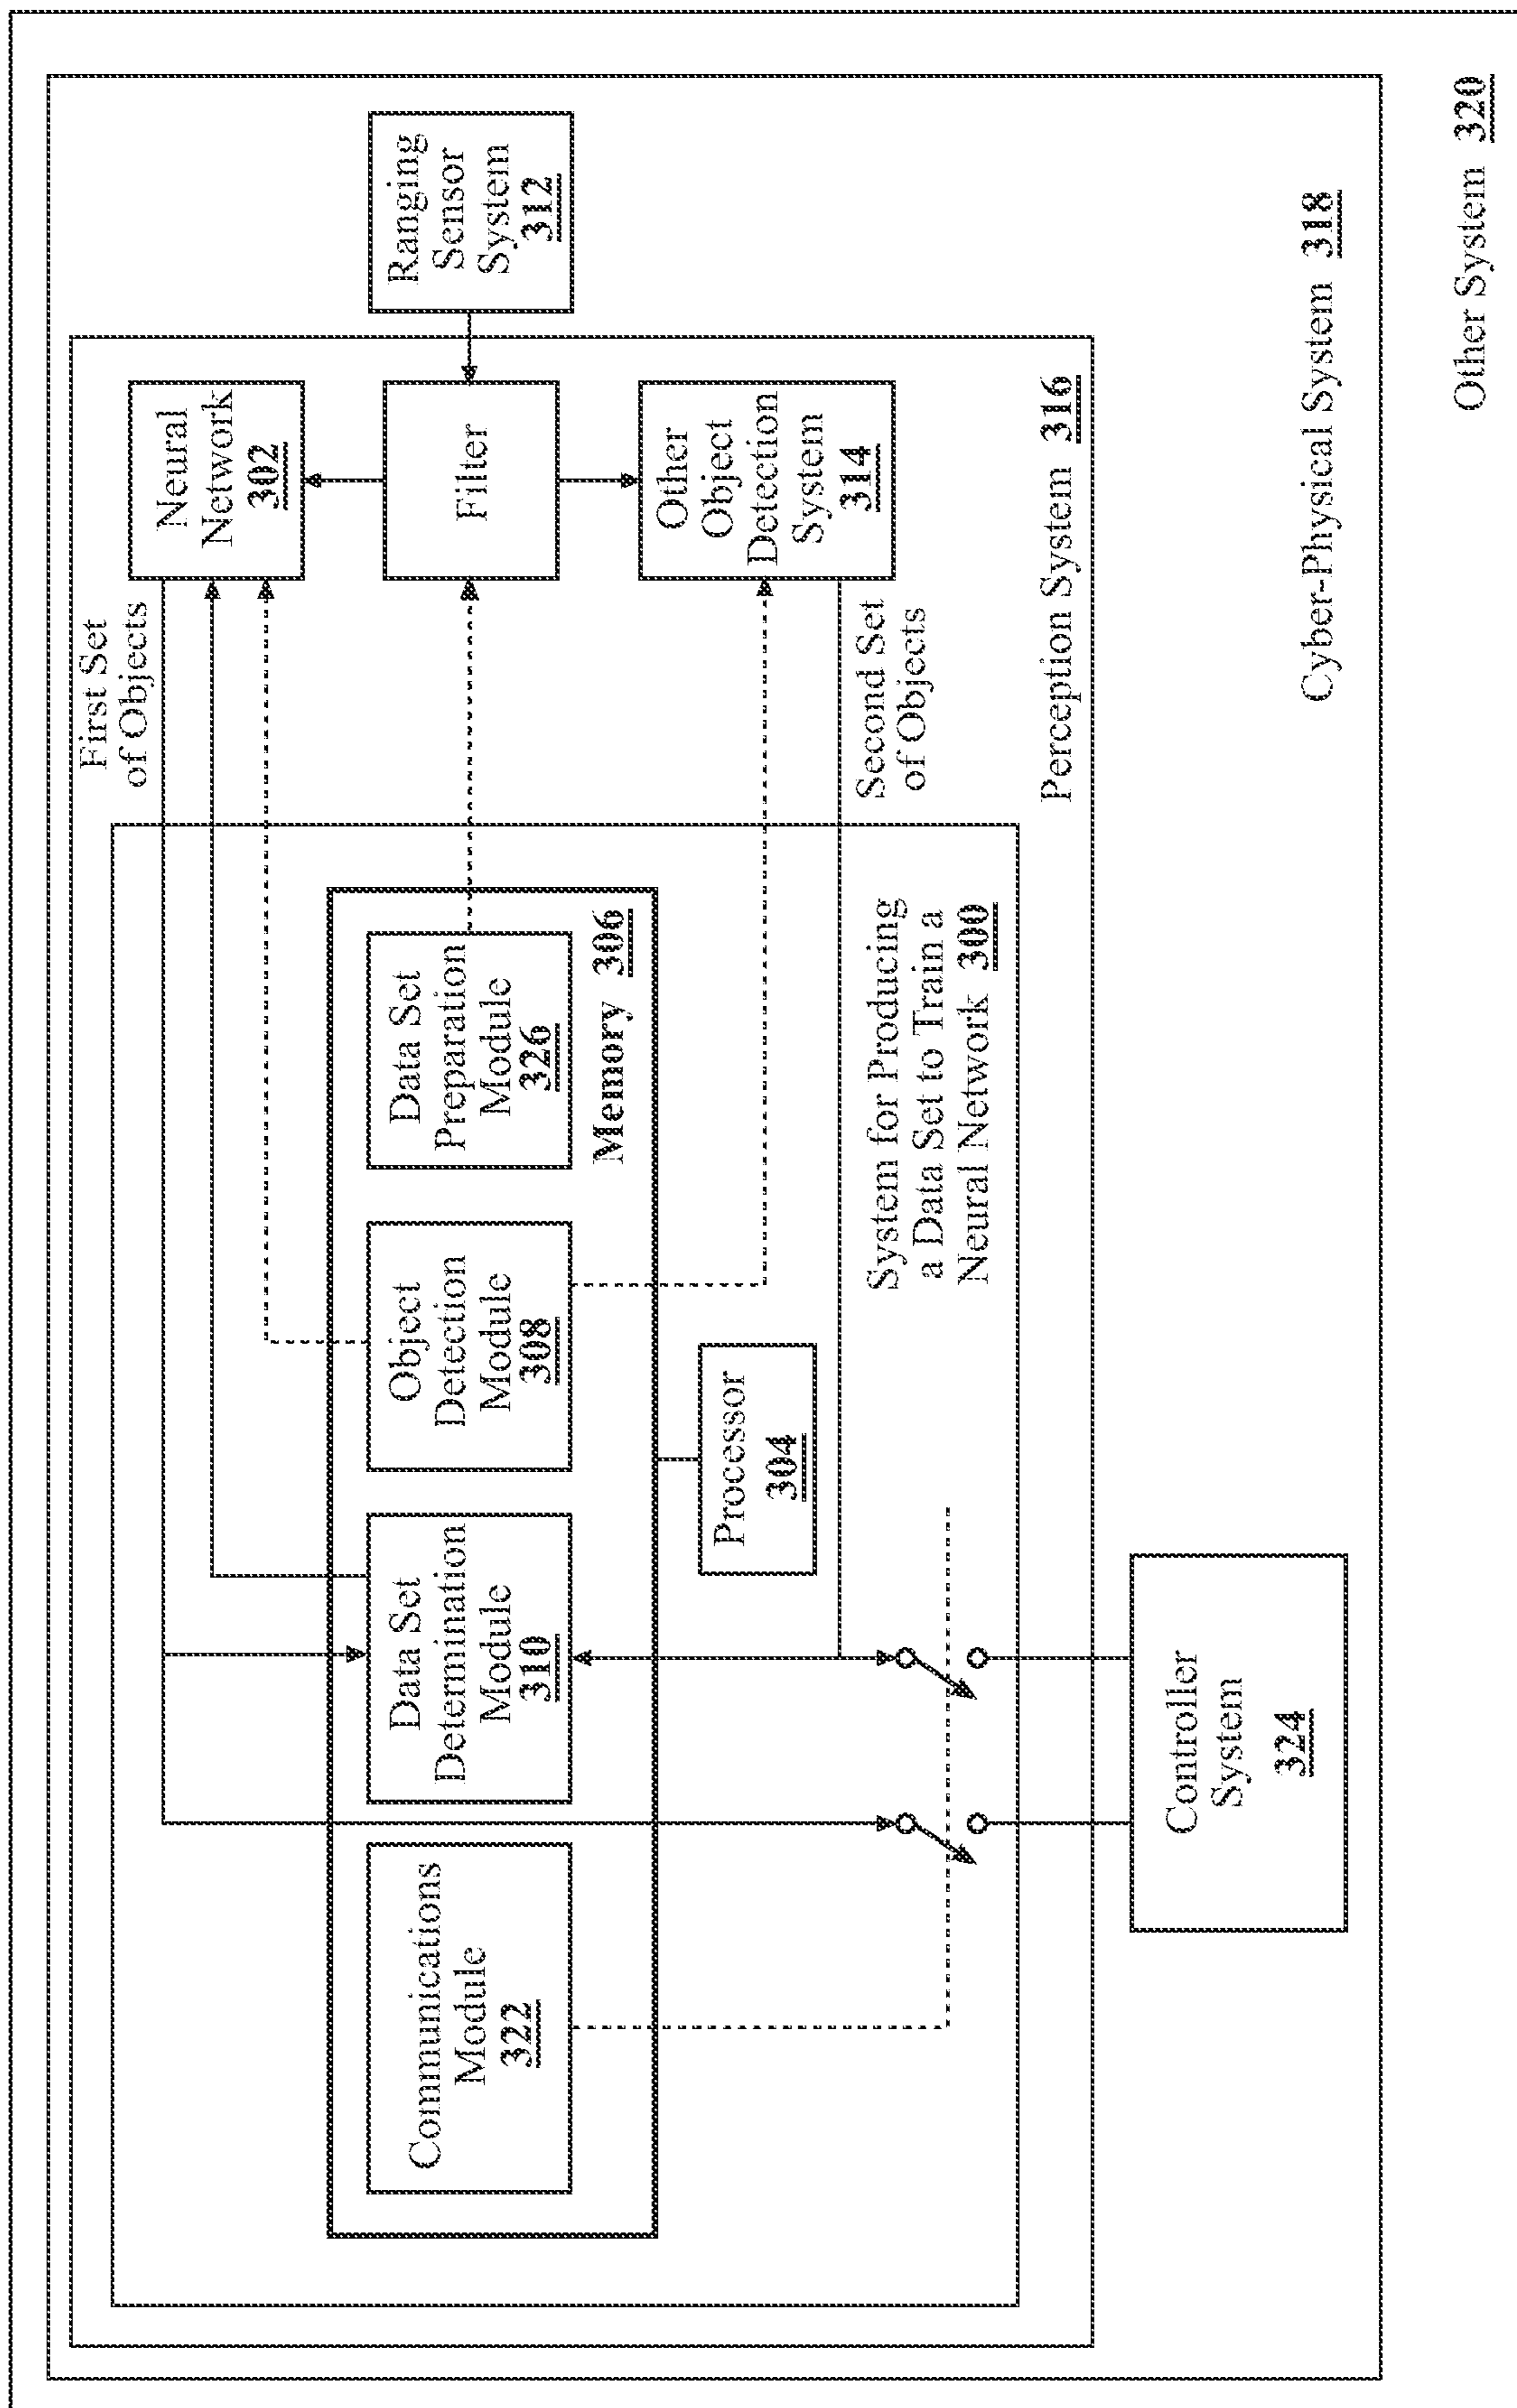 First Set
of Objects
Neural
Network
302
Ranging
Sensor
System
312
Filter
Other
Object
Detection
System
314
Second Set
of Objects
Communications
Module
322
Data Set
Determination
Module
310
Object
Detection
Module
308
Data Set
Preparation
Module
326
Memory 306
Processor
304
System for Producing
a Data Set to Train a
Neural Network 300
Perception System 316
Controller
System
324
Cyber-Physical System 318
Other System 320